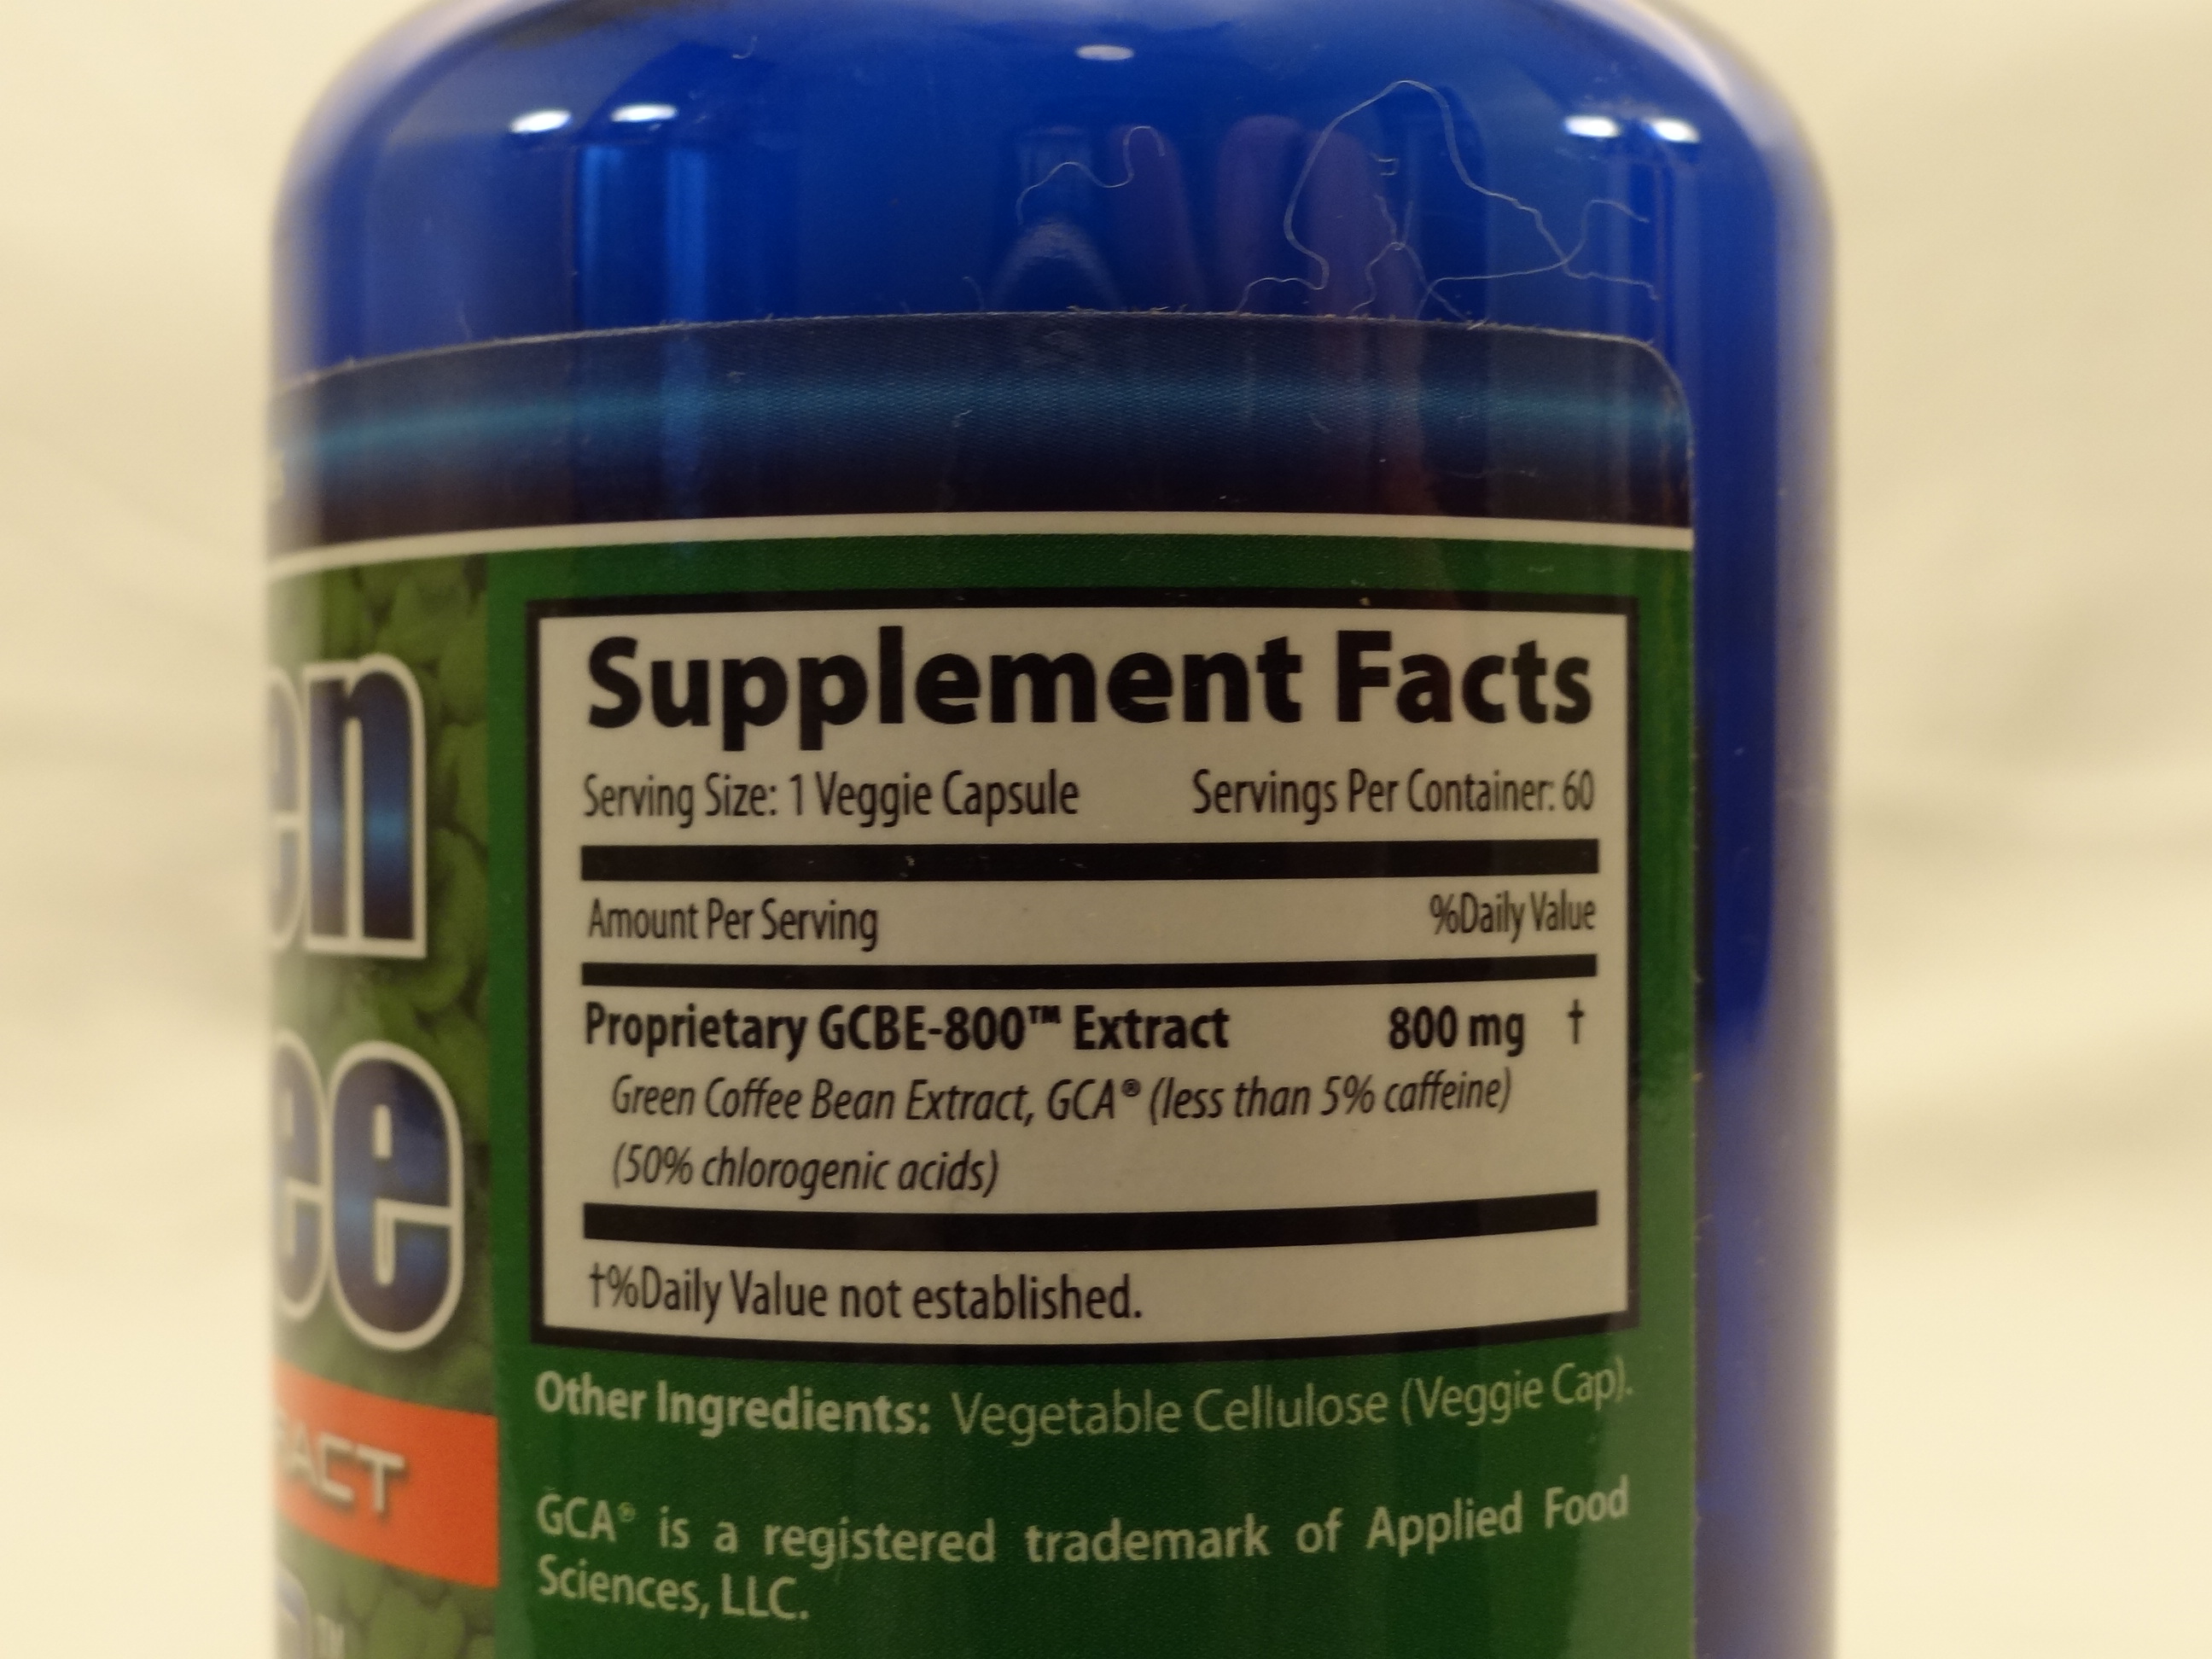 Supplement Facts
Serving Size: 1 Veggie Capsule Servings Per Container: 60
Amount Per Serving %Daily Value
Proprietary GCBE-800™ Extract 800 mg †
Green Coffee Bean Extract, GCA® (less than 5% caffeine)
(50% chlorogenic acids)
†%Daily Value not established.
Other Ingredients: Vegetable Cellulose (Veggie Cap).
GCA® is a registered trademark of Applied Food
Sciences, LLC.